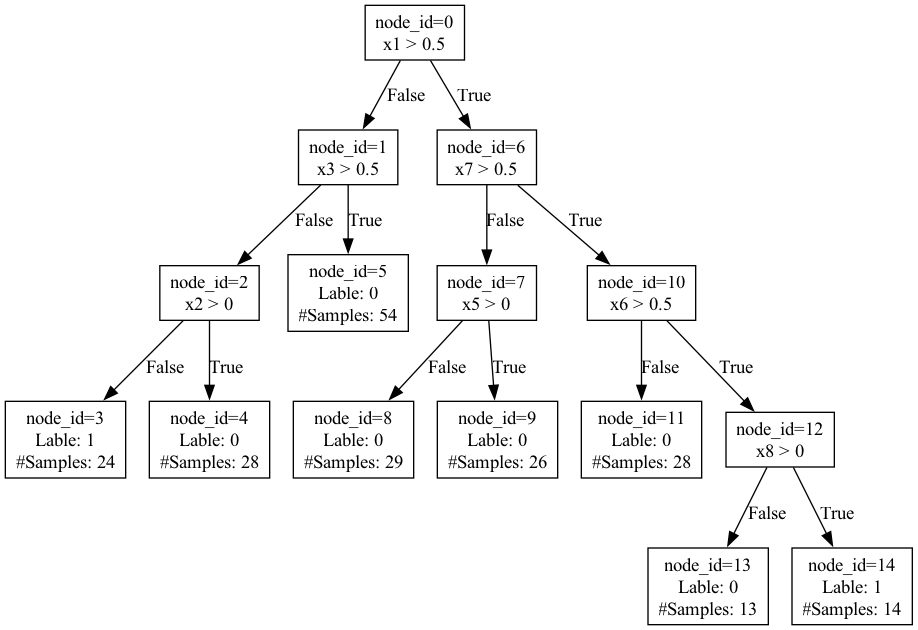 node_id=0
x1 > 0.5
False
True
node_id=1
x3 > 0.5
node_id=6
x7 > 0.5
False
True
False
True
node_id=2
x2 > 0
node_id=5
Lable: 0
#Samples: 54
node_id=7
x5 > 0
node_id=10
x6 > 0.5
False
True
False
True
False
True
node_id=3
Lable: 1
#Samples: 24
node_id=4
Lable: 0
#Samples: 28
node_id=8
Lable: 0
#Samples: 29
node_id=9
Lable: 0
#Samples: 26
node_id=11
Lable: 0
#Samples: 28
node_id=12
x8 > 0
False
True
node_id=13
Lable: 0
#Samples: 13
node_id=14
Lable: 1
#Samples: 14